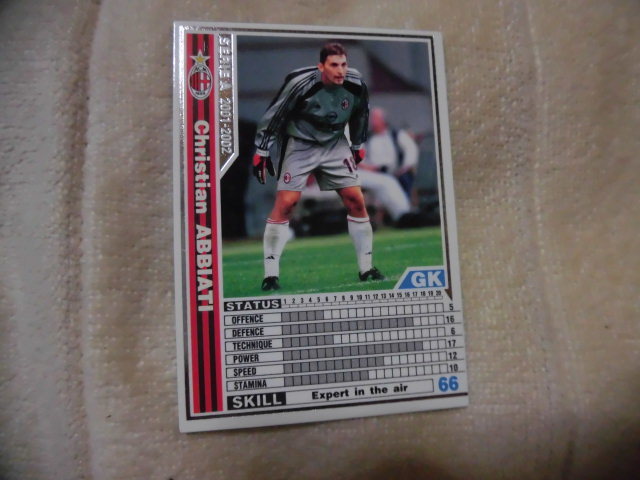 SERIE A 2001-2002
Christian ABBIATI
GK
STATUS 1 2 3 4 5 6 7 8 9 10 11 12 13 14 15 16 17 18 19 20
OFFENCE 5
DEFENCE 16
TECHNIQUE 6
POWER 17
SPEED 12
STAMINA 10
SKILL Expert in the air 66